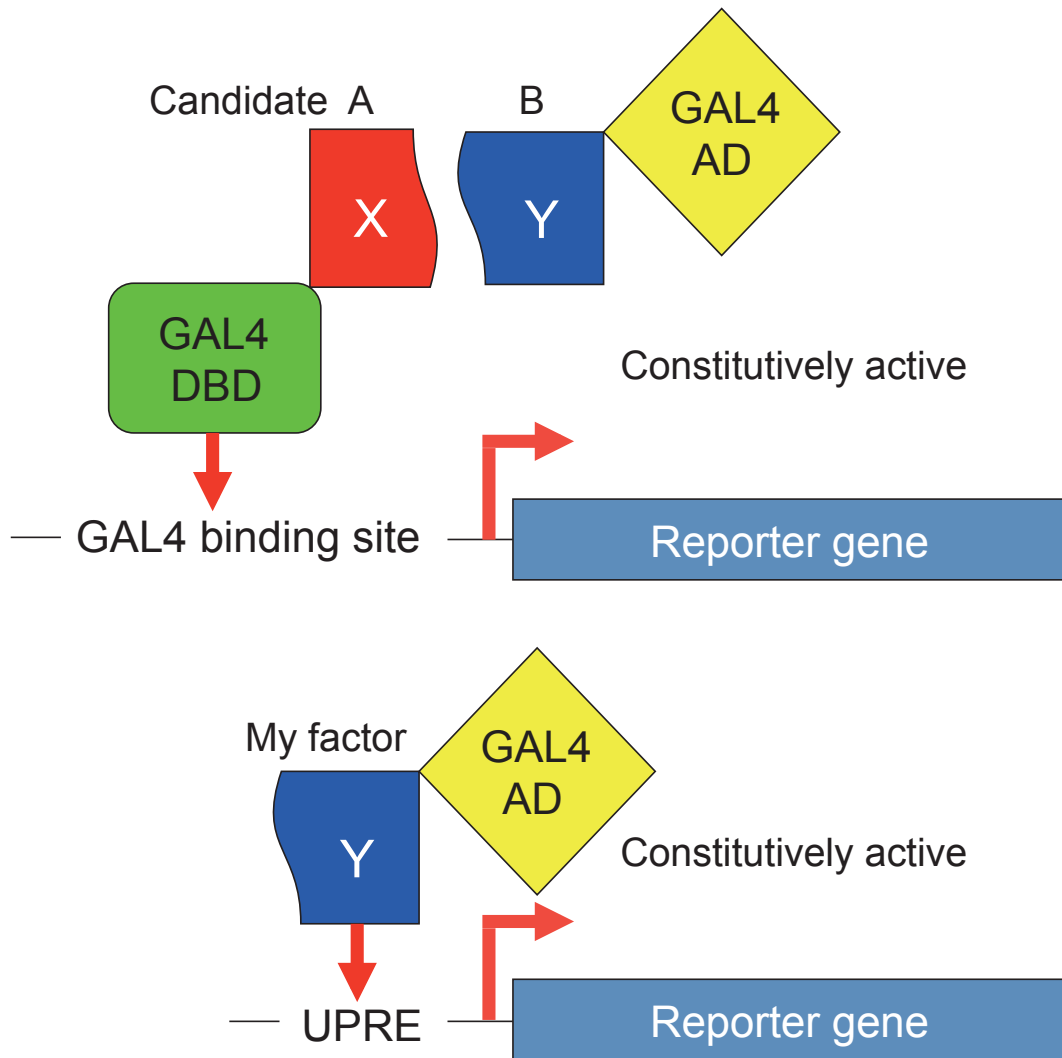 Candidate A B
GAL4
AD
X
Y
GAL4
DBD
Constitutively active
GAL4 binding site
Reporter gene
My factor
GAL4
AD
Y
Constitutively active
UPRE
Reporter gene